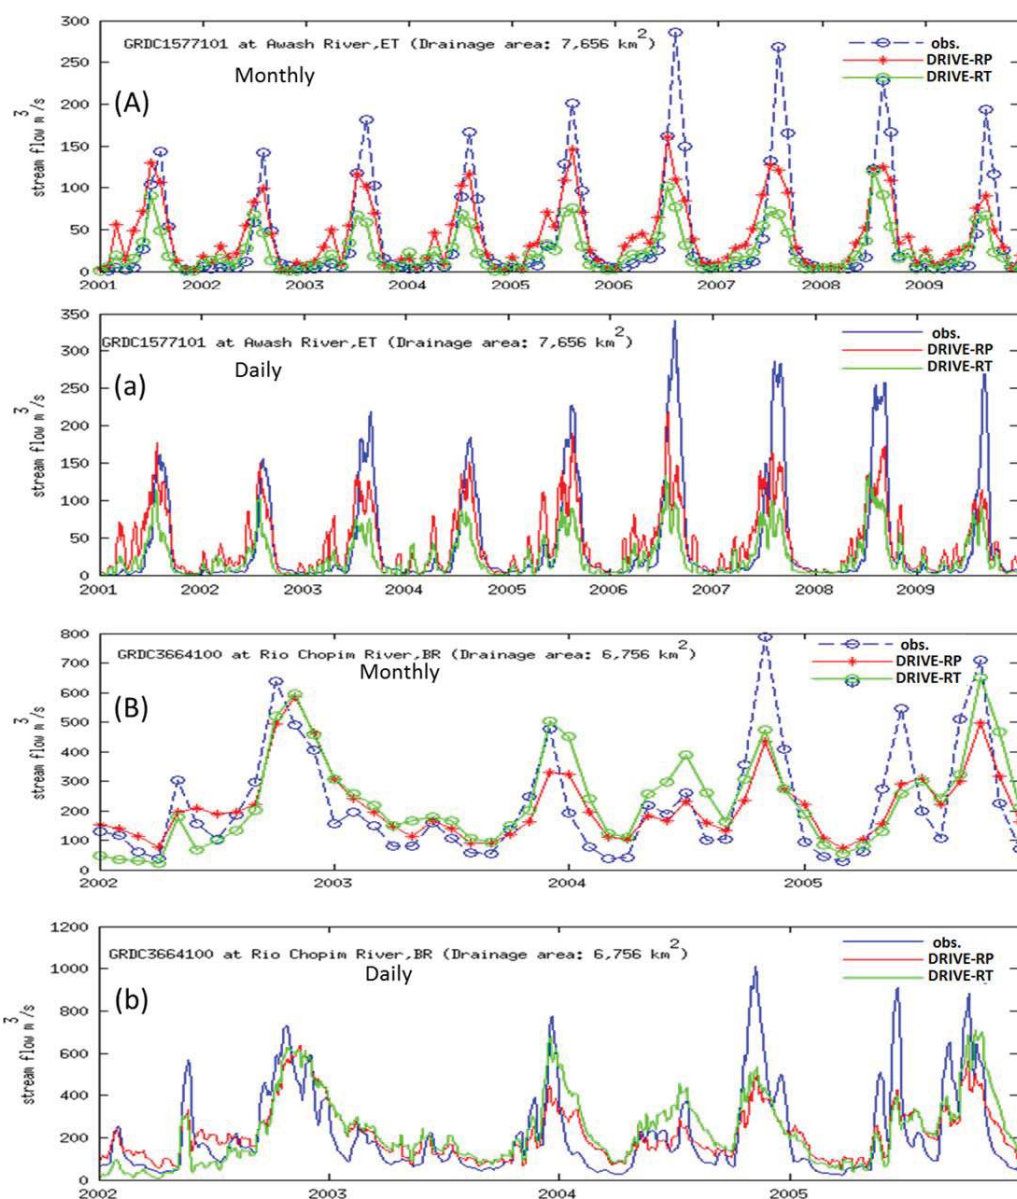 300
250
200
150
100
50
0
stream flow m³/s
GRDC1577101 at Awash River,ET (Drainage area: 7,656 km²)
Monthly
(A)
obs.
DRIVE-RP
DRIVE-RT
2001 2002 2003 2004 2005 2006 2007 2008 2009
350
300
250
200
150
100
50
0
stream flow m³/s
GRDC1577101 at Awash River,ET (Drainage area: 7,656 km²)
Daily
(a)
obs.
DRIVE-RP
DRIVE-RT
2001 2002 2003 2004 2005 2006 2007 2008 2009
800
700
600
500
400
300
200
100
0
stream flow m³/s
GRDC3664100 at Rio Chopim River,BR (Drainage area: 6,756 km²)
Monthly
(B)
obs.
DRIVE-RP
DRIVE-RT
2002 2003 2004 2005
1200
1000
800
600
400
200
0
stream flow m³/s
GRDC3664100 at Rio Chopim River,BR (Drainage area: 6,756 km²)
Daily
(b)
obs.
DRIVE-RP
DRIVE-RT
2002 2003 2004 2005